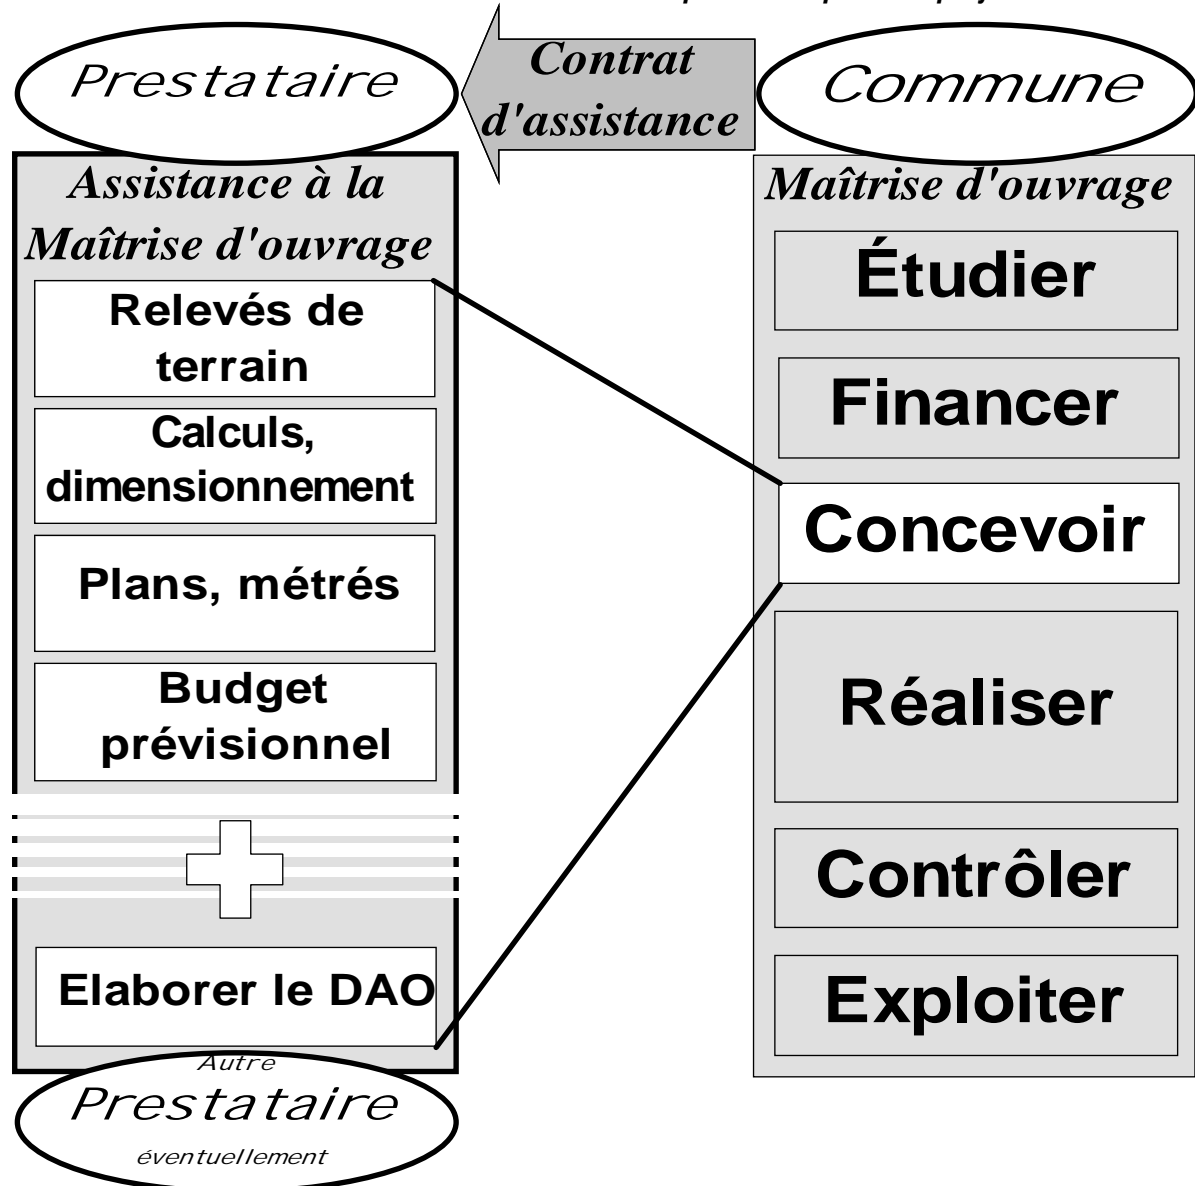 Prestataire
Contrat
d'assistance
Commune
Assistance à la
Maîtrise d'ouvrage
Relevés de
terrain
Calculs,
dimensionnement
Plans, métrés
Budget
prévisionnel
Elaborer le DAO
Autre
Prestataire
éventuellement
Maîtrise d'ouvrage
Étudier
Financer
Concevoir
Réaliser
Contrôler
Exploiter